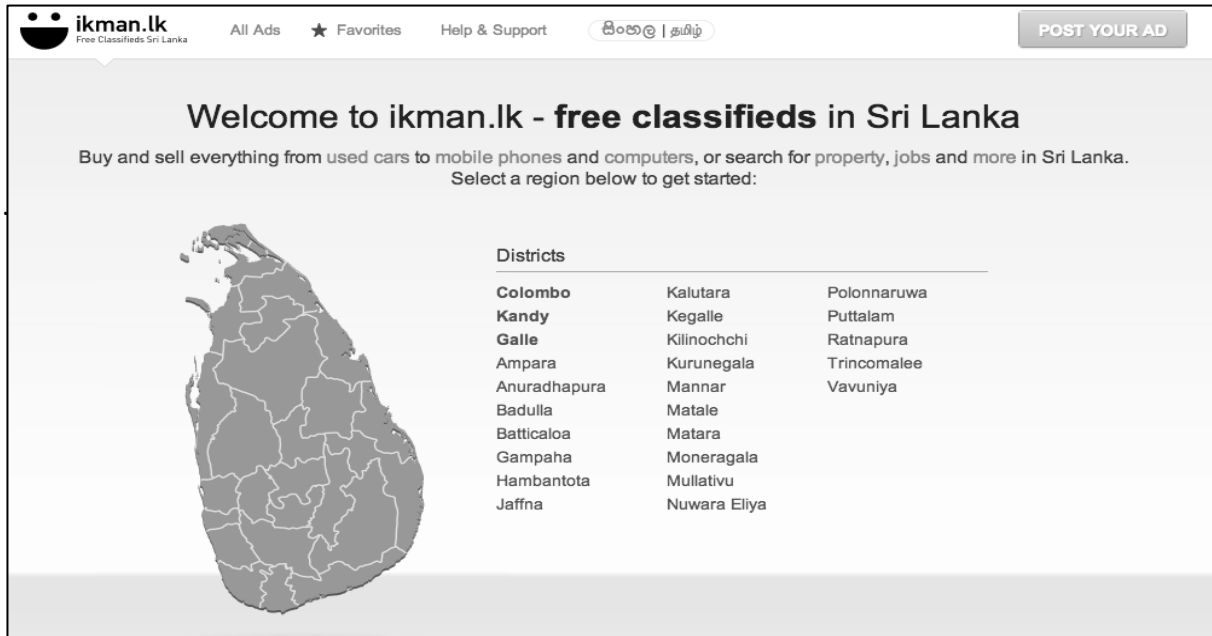 ikman.lk
Free Classifieds Sri Lanka
All Ads
Favorites
Help & Support
සිංහල | தமிழ்
POST YOUR AD
Welcome to ikman.lk - free classifieds in Sri Lanka
Buy and sell everything from used cars to mobile phones and computers, or search for property, jobs and more in Sri Lanka.
Select a region below to get started:
Districts
Colombo
Kandy
Galle
Ampara
Anuradhapura
Badulla
Batticaloa
Gampaha
Hambantota
Jaffna
Kalutara
Kegalle
Kilinochchi
Kurunegala
Mannar
Matale
Matara
Moneragala
Mullativu
Nuwara Eliya
Polonnaruwa
Puttalam
Ratnapura
Trincomalee
Vavuniya